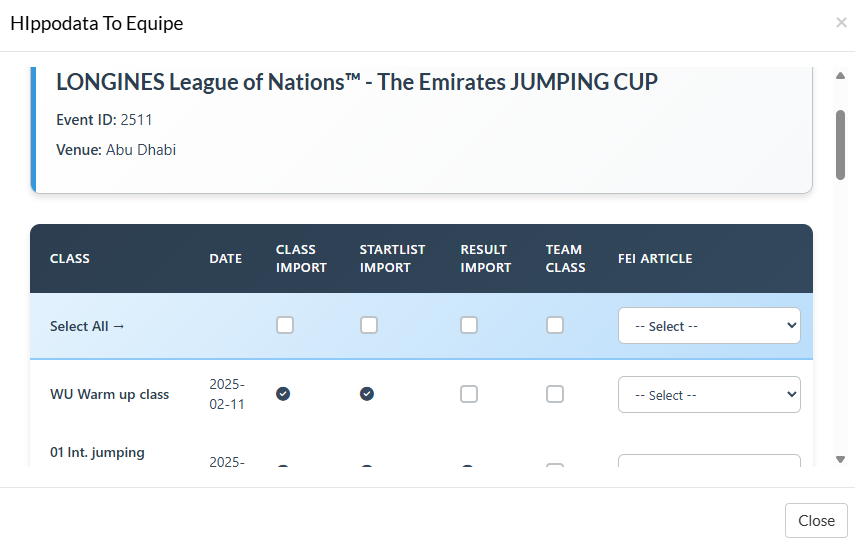 HIppodata To Equipe
×
LONGINES League of Nations™ - The Emirates JUMPING CUP
Event ID: 2511
Venue: Abu Dhabi
CLASS DATE CLASS IMPORT STARTLIST IMPORT RESULT IMPORT TEAM CLASS FEI ARTICLE
Select All → -- Select --
WU Warm up class 2025-02-11 -- Select --
01 Int. jumping 2025-
Close